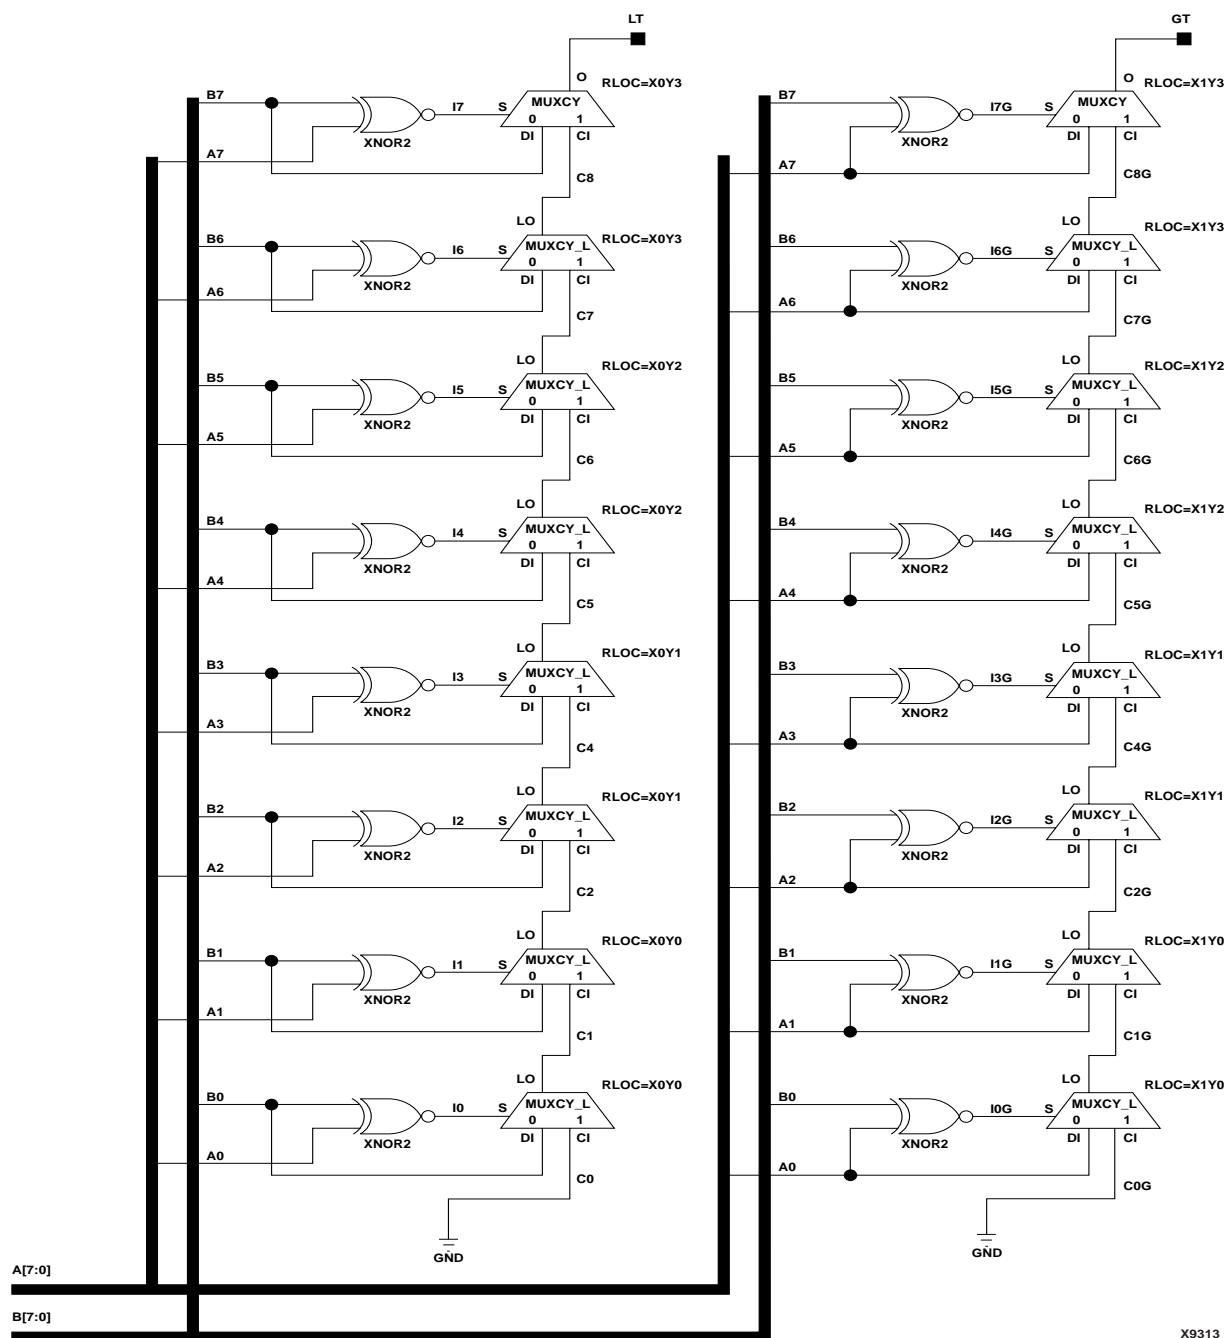 LT
GT
O RLOC=X0Y3
O RLOC=X1Y3
B7
I7 S MUXCY
0 1
XNOR2
DI CI
A7
C8
B7
I7G S MUXCY
0 1
XNOR2
DI CI
A7
C8G
LO RLOC=X0Y3
B6
I6 S MUXCY_L
0 1
XNOR2
DI CI
A6
C7
LO RLOC=X1Y3
B6
I6G S MUXCY_L
0 1
XNOR2
DI CI
A6
C7G
LO RLOC=X0Y2
B5
I5 S MUXCY_L
0 1
XNOR2
DI CI
A5
C6
LO RLOC=X1Y2
B5
I5G S MUXCY_L
0 1
XNOR2
DI CI
A5
C6G
LO RLOC=X0Y2
B4
I4 S MUXCY_L
0 1
XNOR2
DI CI
A4
C5
LO RLOC=X1Y2
B4
I4G S MUXCY_L
0 1
XNOR2
DI CI
A4
C5G
LO RLOC=X0Y1
B3
I3 S MUXCY_L
0 1
XNOR2
DI CI
A3
C4
LO RLOC=X1Y1
B3
I3G S MUXCY_L
0 1
XNOR2
DI CI
A3
C4G
LO RLOC=X0Y1
B2
I2 S MUXCY_L
0 1
XNOR2
DI CI
A2
C2
LO RLOC=X1Y1
B2
I2G S MUXCY_L
0 1
XNOR2
DI CI
A2
C2G
LO RLOC=X0Y0
B1
I1 S MUXCY_L
0 1
XNOR2
DI CI
A1
C1
LO RLOC=X1Y0
B1
I1G S MUXCY_L
0 1
XNOR2
DI CI
A1
C1G
LO RLOC=X0Y0
B0
I0 S MUXCY_L
0 1
XNOR2
DI CI
A0
C0
GND
LO RLOC=X1Y0
B0
I0G S MUXCY_L
0 1
XNOR2
DI CI
A0
C0G
GND
A[7:0]
B[7:0]
X9313